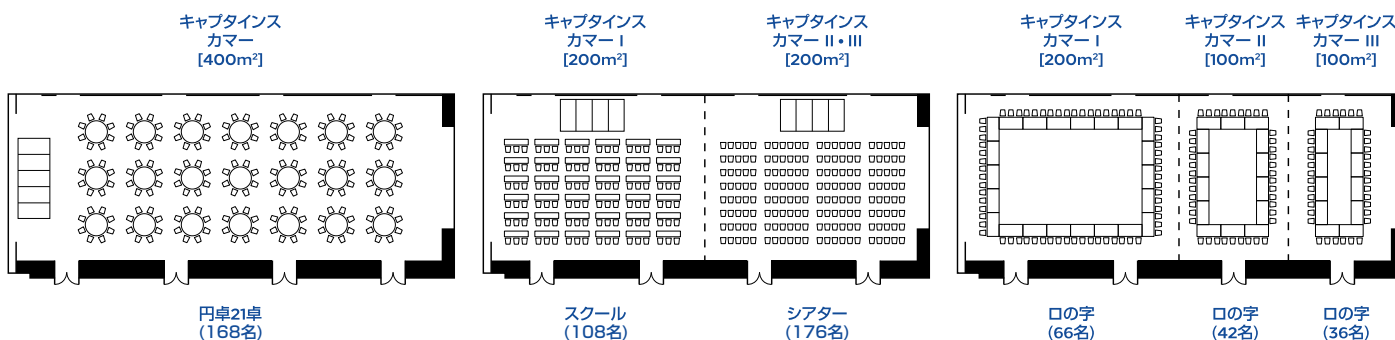 キャプタインス
カマー
[400m²]
キャプタインス
カマー I
[200m²]
キャプタインス
カマー II・III
[200m²]
キャプタインス
カマー I
[200m²]
キャプタインス
カマー II
[100m²]
キャプタインス
カマー III
[100m²]
円卓21卓
(168名)
スクール
(108名)
シアター
(176名)
ロの字
(66名)
ロの字
(42名)
ロの字
(36名)